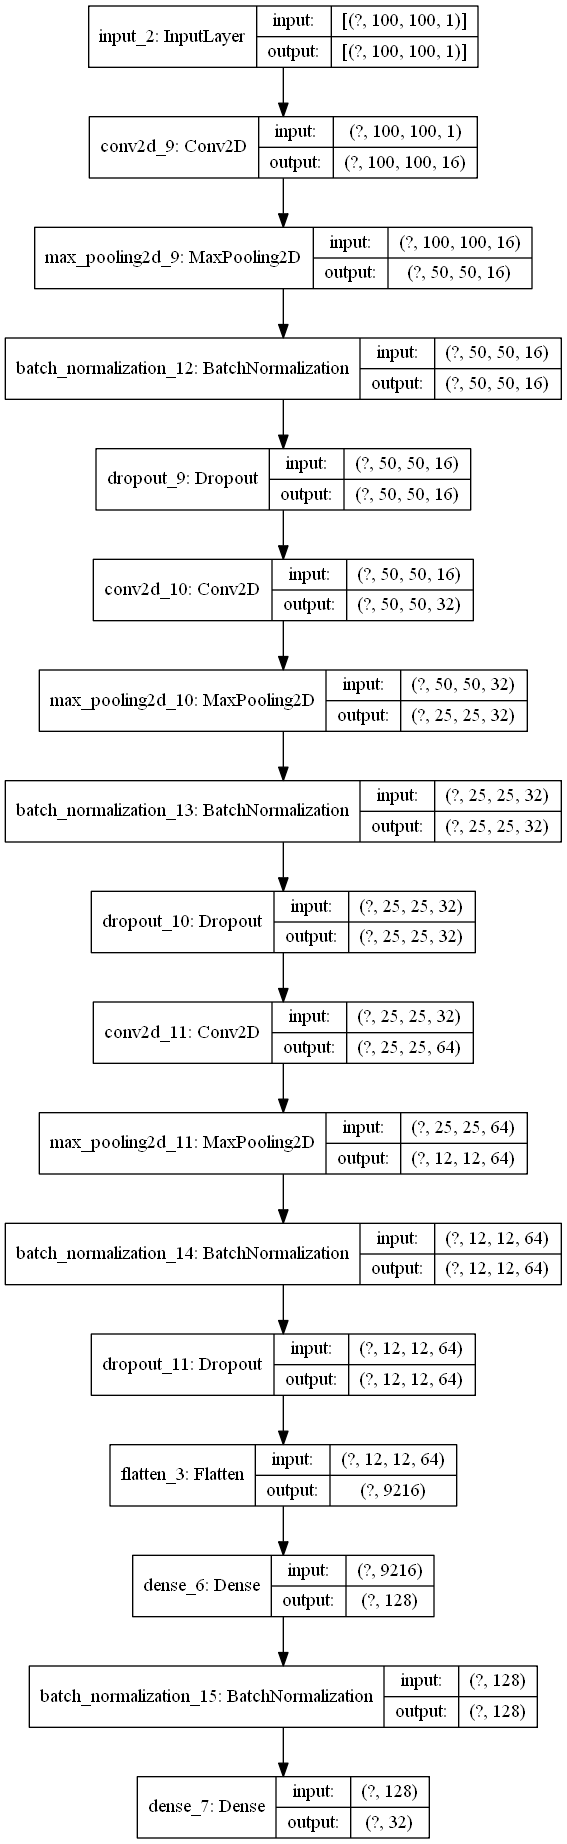 input_2: InputLayer input: [(?, 100, 100, 1)]
output: [(?, 100, 100, 1)]
conv2d_9: Conv2D input: (?, 100, 100, 1)
output: (?, 100, 100, 16)
max_pooling2d_9: MaxPooling2D input: (?, 100, 100, 16)
output: (?, 50, 50, 16)
batch_normalization_12: BatchNormalization input: (?, 50, 50, 16)
output: (?, 50, 50, 16)
dropout_9: Dropout input: (?, 50, 50, 16)
output: (?, 50, 50, 16)
conv2d_10: Conv2D input: (?, 50, 50, 16)
output: (?, 50, 50, 32)
max_pooling2d_10: MaxPooling2D input: (?, 50, 50, 32)
output: (?, 25, 25, 32)
batch_normalization_13: BatchNormalization input: (?, 25, 25, 32)
output: (?, 25, 25, 32)
dropout_10: Dropout input: (?, 25, 25, 32)
output: (?, 25, 25, 32)
conv2d_11: Conv2D input: (?, 25, 25, 32)
output: (?, 25, 25, 64)
max_pooling2d_11: MaxPooling2D input: (?, 25, 25, 64)
output: (?, 12, 12, 64)
batch_normalization_14: BatchNormalization input: (?, 12, 12, 64)
output: (?, 12, 12, 64)
dropout_11: Dropout input: (?, 12, 12, 64)
output: (?, 12, 12, 64)
flatten_3: Flatten input: (?, 12, 12, 64)
output: (?, 9216)
dense_6: Dense input: (?, 9216)
output: (?, 128)
batch_normalization_15: BatchNormalization input: (?, 128)
output: (?, 128)
dense_7: Dense input: (?, 128)
output: (?, 32)